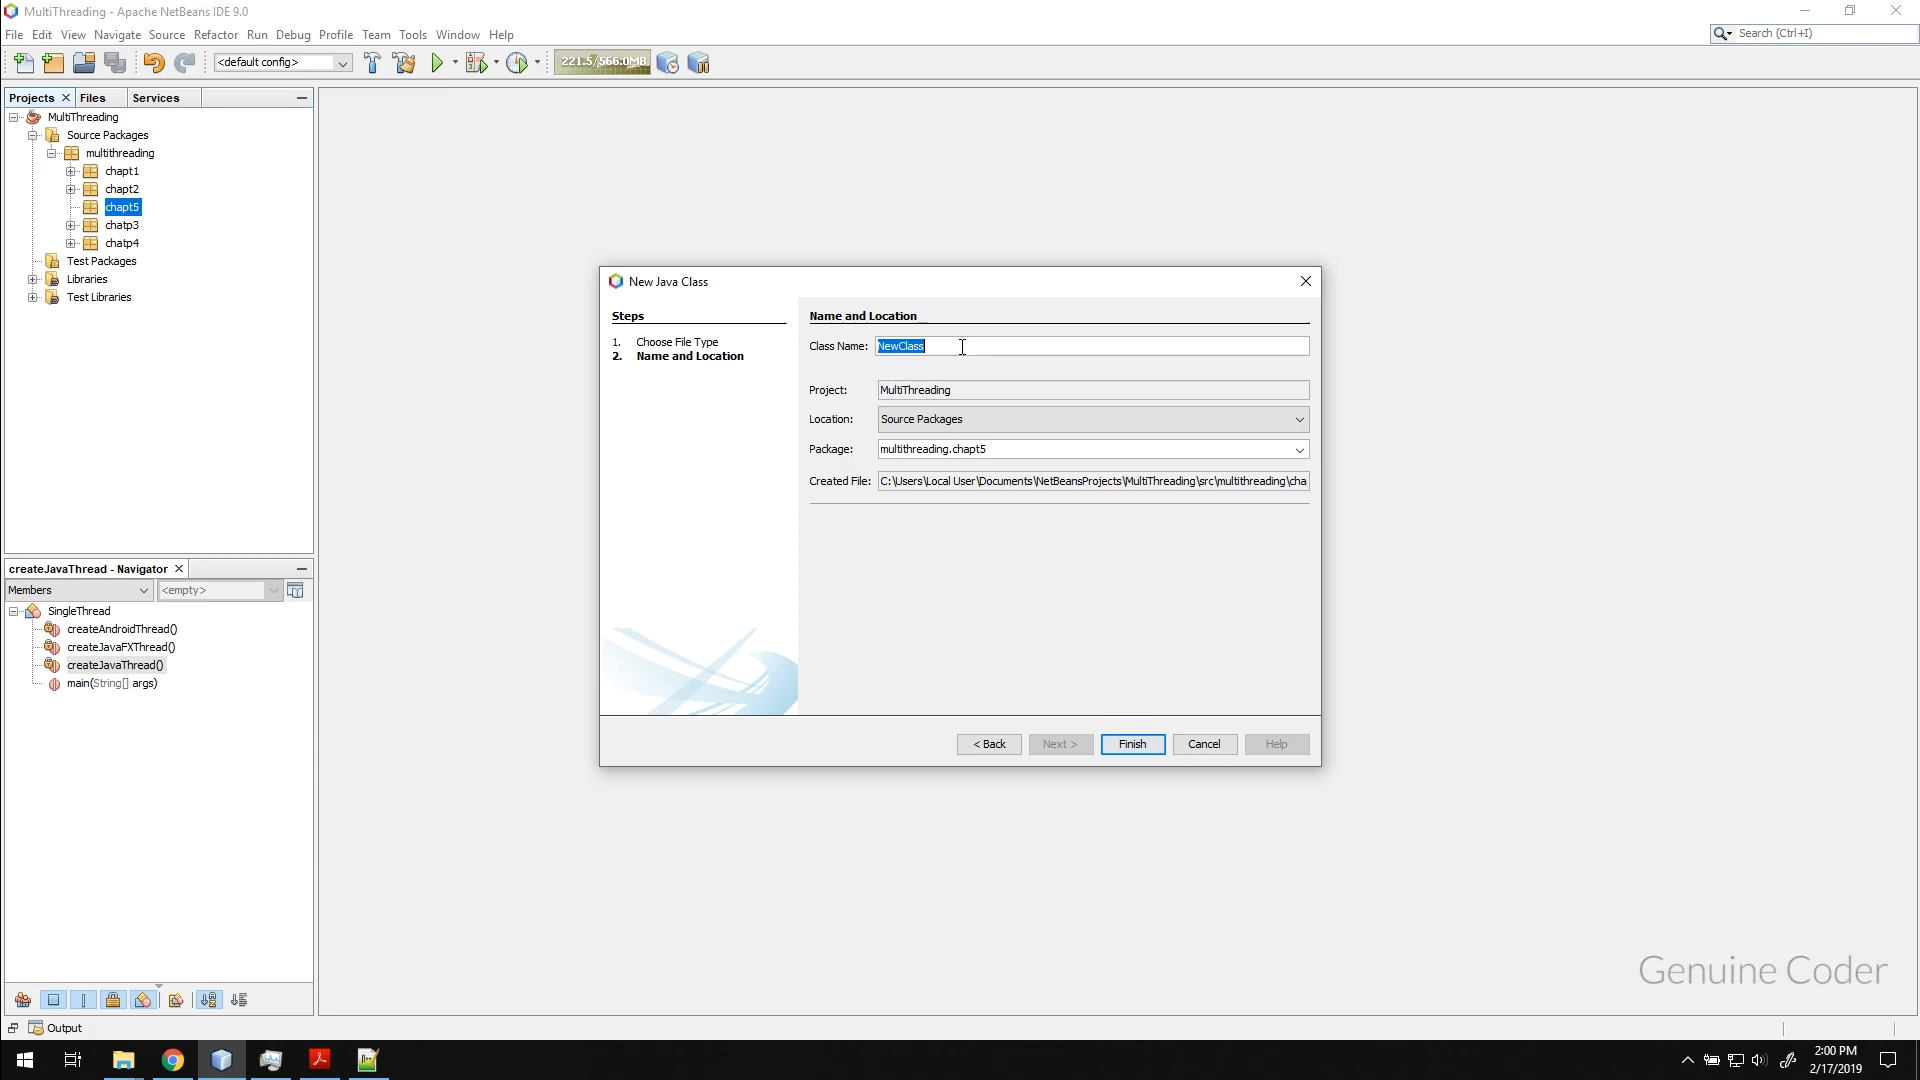 MultiThreading - Apache NetBeans IDE 9.0
File Edit View Navigate Source Refactor Run Debug Profile Team Tools Window Help
Search (Ctrl+I)
<default config>
221.5/566.0MB
Projects Files Services
MultiThreading
Source Packages
multithreading
chapt1
chapt2
chapt5
chatp3
chatp4
Test Packages
Libraries
Test Libraries
New Java Class
Steps
1. Choose File Type
2. Name and Location
Name and Location
Class Name: NewClass
Project: MultiThreading
Location: Source Packages
Package: multithreading.chapt5
Created File: C:\Users\Local User\Documents\NetBeansProjects\MultiThreading\src\multithreading\cha
< Back Next > Finish Cancel Help
createJavaThread - Navigator
Members <empty>
SingleThread
createAndroidThread()
createJavaFXThread()
createJavaThread()
main(String[] args)
Genuine Coder
Output
2:00 PM
2/17/2019